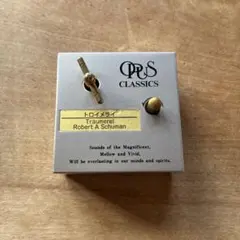 OPUS
CLASSICS
トロイメライ
Traumerei
Robert A Schuman
Sounds of the Magnificent,
Mellow and Vivid,
Will be everlasting in our minds and spirits.